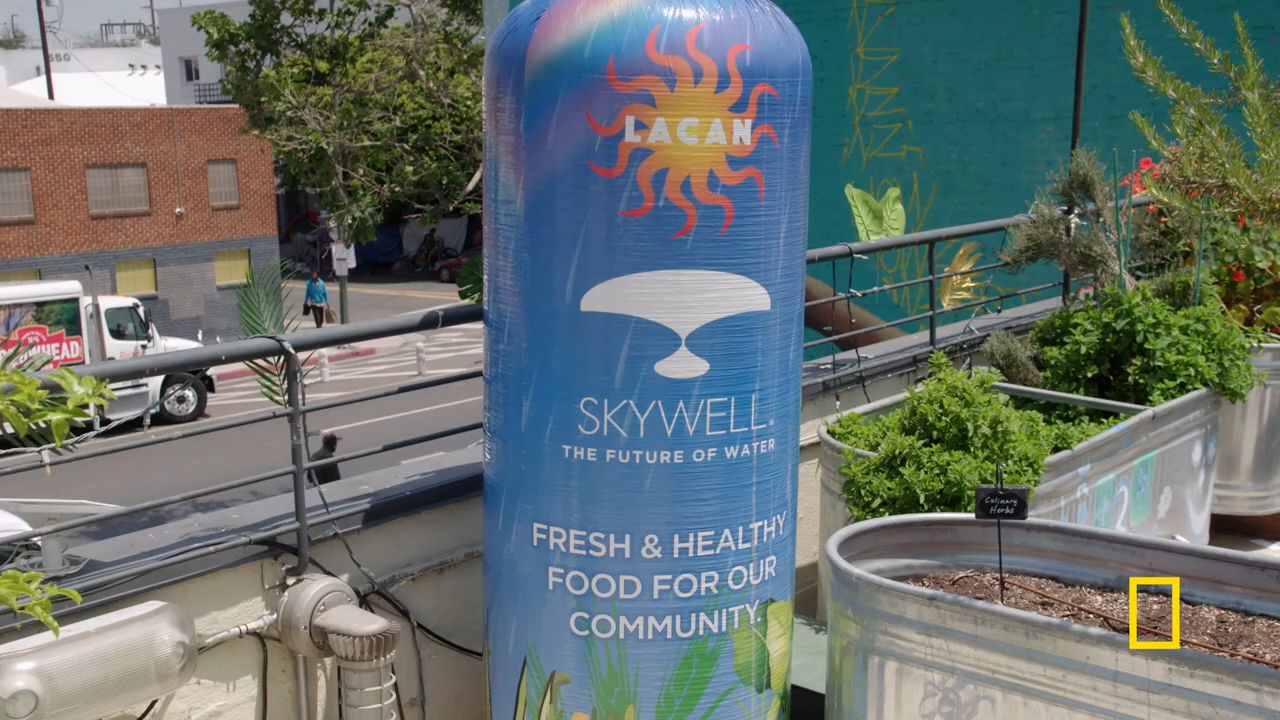 LACAN
SKYWELL
THE FUTURE OF WATER
FRESH & HEALTHY
FOOD FOR OUR
COMMUNITY.
Culinary
Herbs